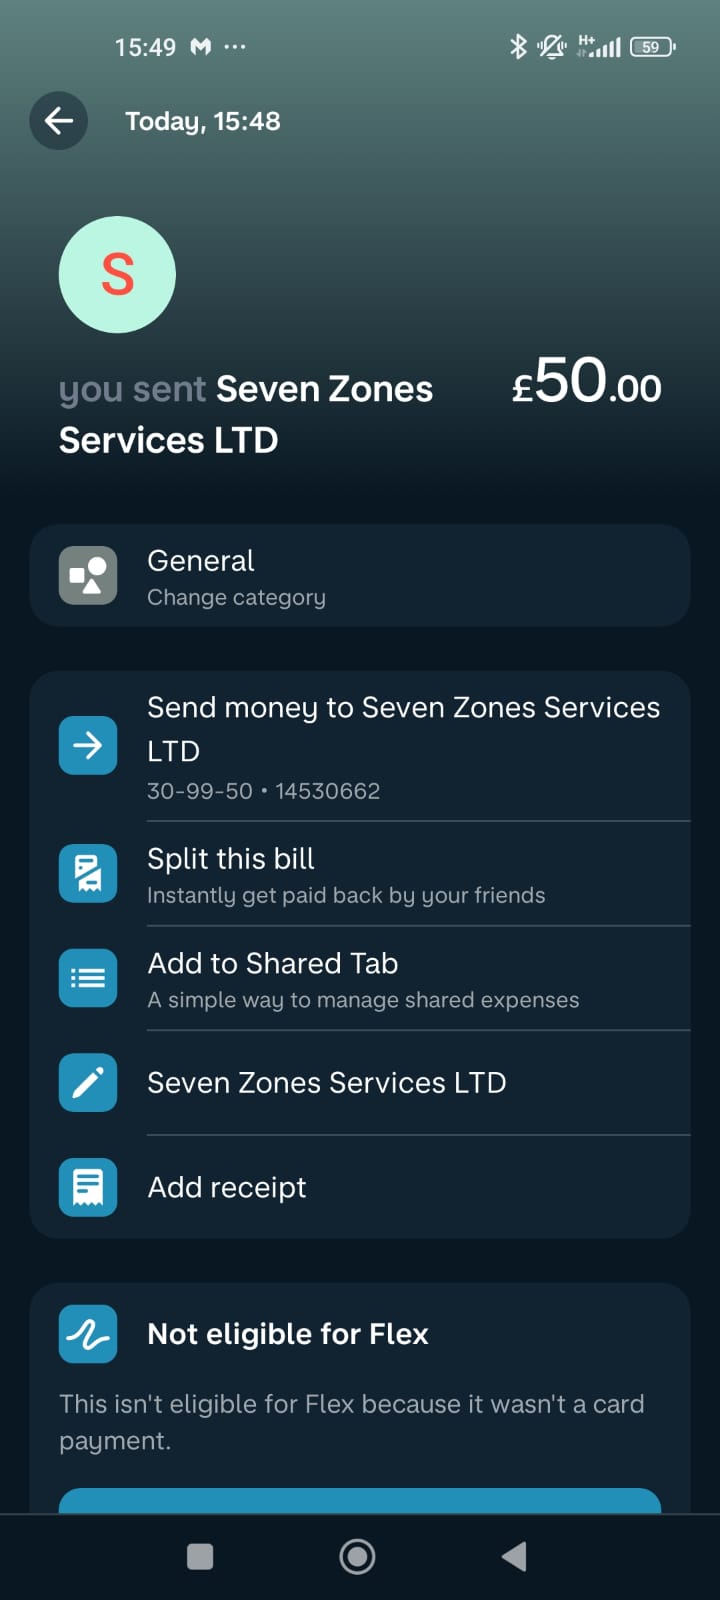 15:49
H+
59
Today, 15:48
S
you sent Seven Zones
Services LTD
£50.00
General
Change category
Send money to Seven Zones Services
LTD
30-99-50 • 14530662
Split this bill
Instantly get paid back by your friends
Add to Shared Tab
A simple way to manage shared expenses
Seven Zones Services LTD
Add receipt
Not eligible for Flex
This isn't eligible for Flex because it wasn't a card
payment.